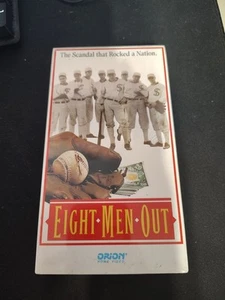 The Scandal that Rocked a Nation.
EIGHT·MEN·OUT
ORION